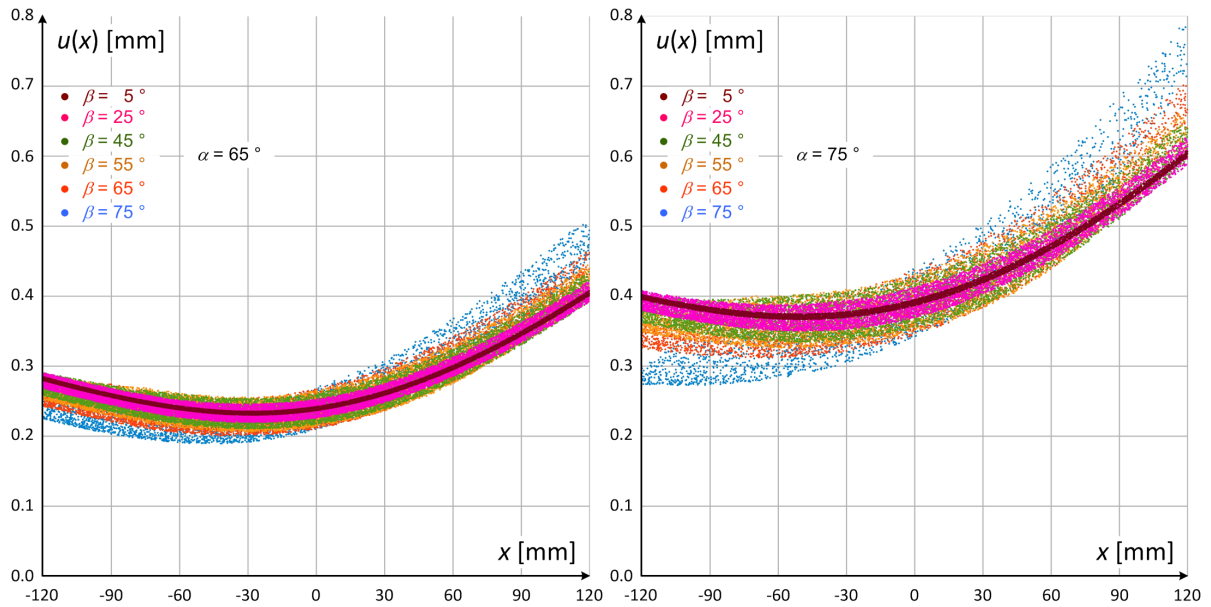 0.8
u(x) [mm]
0.7
β = 5 °
β = 25 °
β = 45 °
β = 55 °
β = 65 °
β = 75 °
α = 65 °
0.6
0.5
0.4
0.3
0.2
0.1
0.0
x [mm]
-120 -90 -60 -30 0 30 60 90 120
0.8
u(x) [mm]
0.7
β = 5 °
β = 25 °
β = 45 °
β = 55 °
β = 65 °
β = 75 °
α = 75 °
0.6
0.5
0.4
0.3
0.2
0.1
0.0
x [mm]
-120 -90 -60 -30 0 30 60 90 120